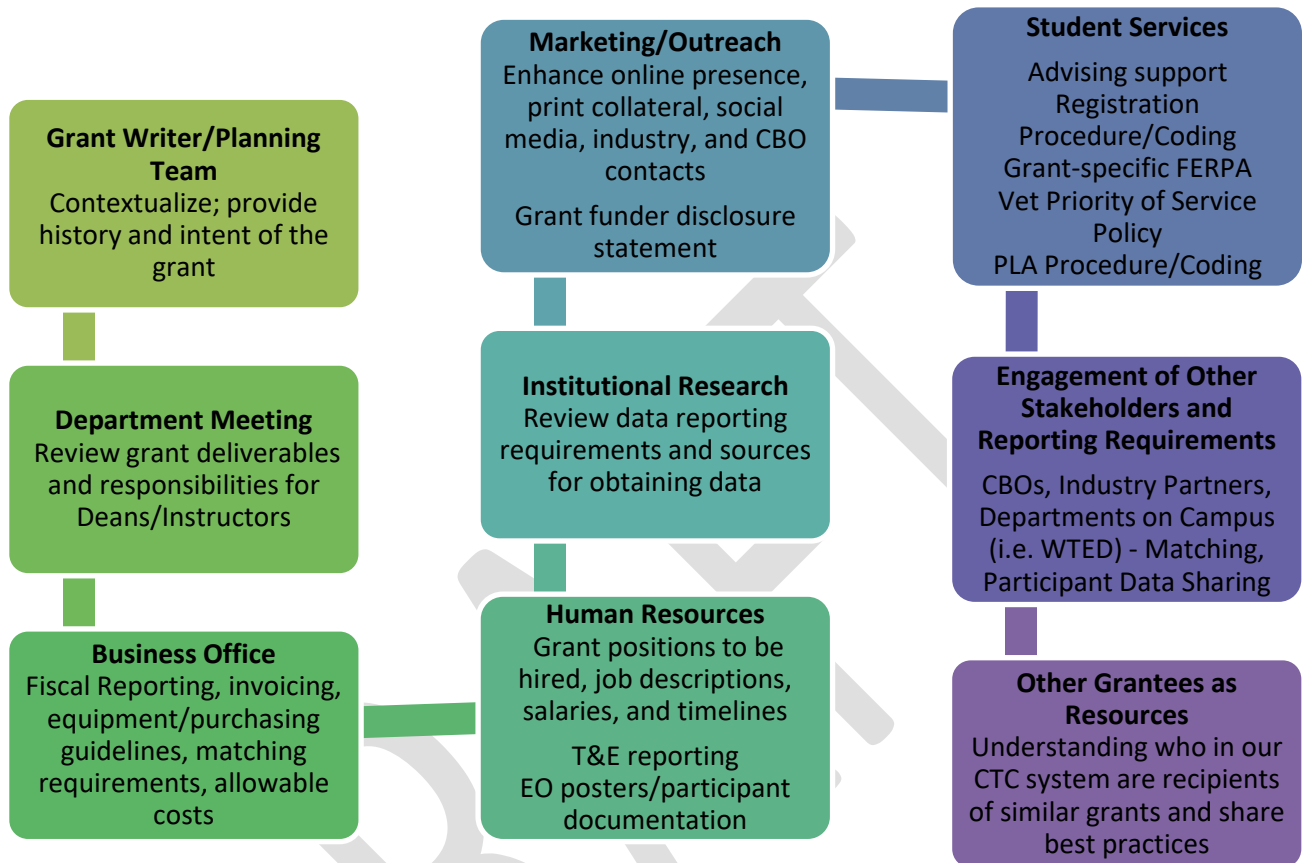 Grant Writer/Planning
Team
Contextualize; provide
history and intent of the
grant
Department Meeting
Review grant deliverables
and responsibilities for
Deans/Instructors
Business Office
Fiscal Reporting, invoicing,
equipment/purchasing
guidelines, matching
requirements, allowable
costs
Human Resources
Grant positions to be
hired, job descriptions,
salaries, and timelines
T&E reporting
EO posters/participant
documentation
Institutional Research
Review data reporting
requirements and sources
for obtaining data
Marketing/Outreach
Enhance online presence,
print collateral, social
media, industry, and CBO
contacts
Grant funder disclosure
statement
Student Services
Advising support
Registration
Procedure/Coding
Grant-specific FERPA
Vet Priority of Service
Policy
PLA Procedure/Coding
Engagement of Other
Stakeholders and
Reporting Requirements
CBOs, Industry Partners,
Departments on Campus
(i.e. WTED) - Matching,
Participant Data Sharing
Other Grantees as
Resources
Understanding who in our
CTC system are recipients
of similar grants and share
best practices